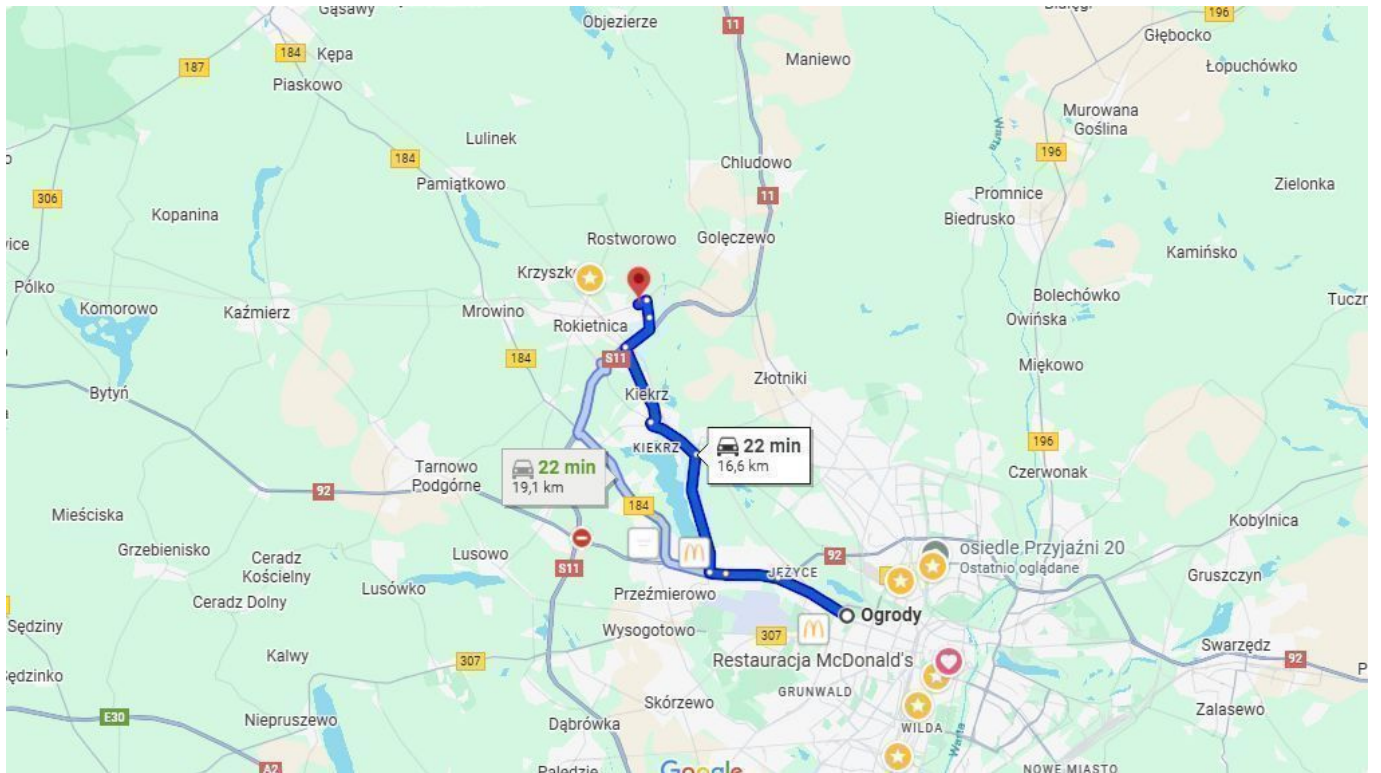 Gąsawy
Objezierze
11
196
Głębocko
184
Kępa
187
Piaskowo
Maniewo
Łopuchówko
Murowana
Goślina
Lulinek
Warta
184
Chludowo
196
306
Pamiątkowo
11
Promnice
Zielonka
Kopanina
Biedrusko
Rostworowo
Golęczewo
Kamińsko
Pólko
Bolechówko
Komorowo
Kaźmierz
Mrowino
Rokietnica
Owińska
184
S11
Miękowo
Złotniki
Bytyń
Kiekrz
22 min
16,6 km
KIEKRZ
196
22 min
19,1 km
Tarnowo
Podgórne
Czerwonak
92
184
Mieściska
Kobylnica
Grzebienisko
Ceradz
Kościelny
Lusowo
92
osiedle Przyjaźni 20
Ostatnio oglądane
S11
JEŻYCE
Gruszczyn
Lusówko
Przeźmierowo
Ceradz Dolny
Ogrody
Sędziny
Wysogotowo
307
Swarzędz
Kalwy
307
Restauracja McDonald's
92
GRUNWALD
Skórzewo
E30
Niepruszewo
Dąbrówka
WILDA
Zalasewo
Warta
A2
Palędzie
Google
NOWE MIASTO